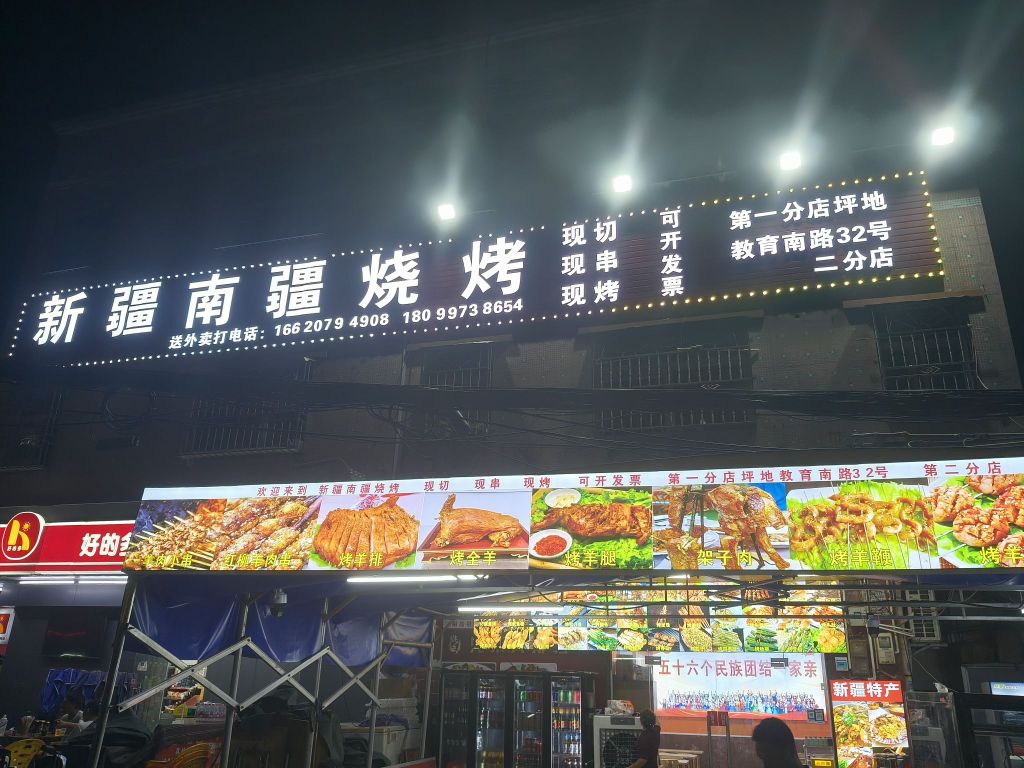 新疆南疆烧烤
送外卖打电话：166 2079 4908 180 9973 8654
现切
现串
现烤
可开发票
第一分店坪地
教育南路32号
二分店
欢迎来到 新疆南疆烧烤 现切 现串 现烤 可开发票 第一分店坪地教育南路32号 第二分店
好的多
红柳羊肉串
烤羊排
烤全羊
烤羊腿
架子肉
烤羊鞭
烤羊
五十六个民族团结一家亲
新疆特产